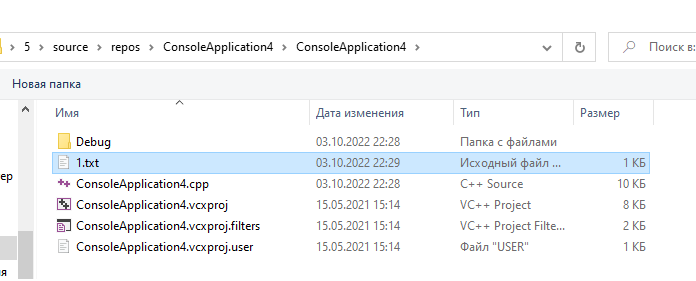 5 > source > repos > ConsoleApplication4 > ConsoleApplication4 >
Поиск в:
Новая папка
Имя Дата изменения Тип Размер
Debug 03.10.2022 22:28 Папка с файлами
1.txt 03.10.2022 22:29 Исходный файл ... 1 КБ
ConsoleApplication4.cpp 03.10.2022 22:28 C++ Source 10 КБ
ConsoleApplication4.vcxproj 15.05.2021 15:14 VC++ Project 8 КБ
ConsoleApplication4.vcxproj.filters 15.05.2021 15:14 VC++ Project Filte... 2 КБ
ConsoleApplication4.vcxproj.user 15.05.2021 15:14 Файл "USER" 1 КБ
ер
ия